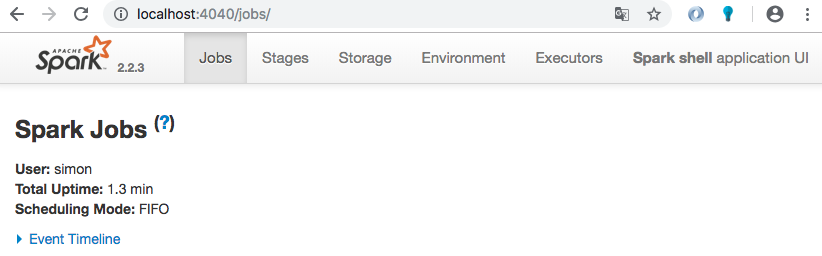 localhost:4040/jobs/
APACHE
Spark 2.2.3 Jobs Stages Storage Environment Executors Spark shell application UI
Spark Jobs (?)
User: simon
Total Uptime: 1.3 min
Scheduling Mode: FIFO
Event Timeline